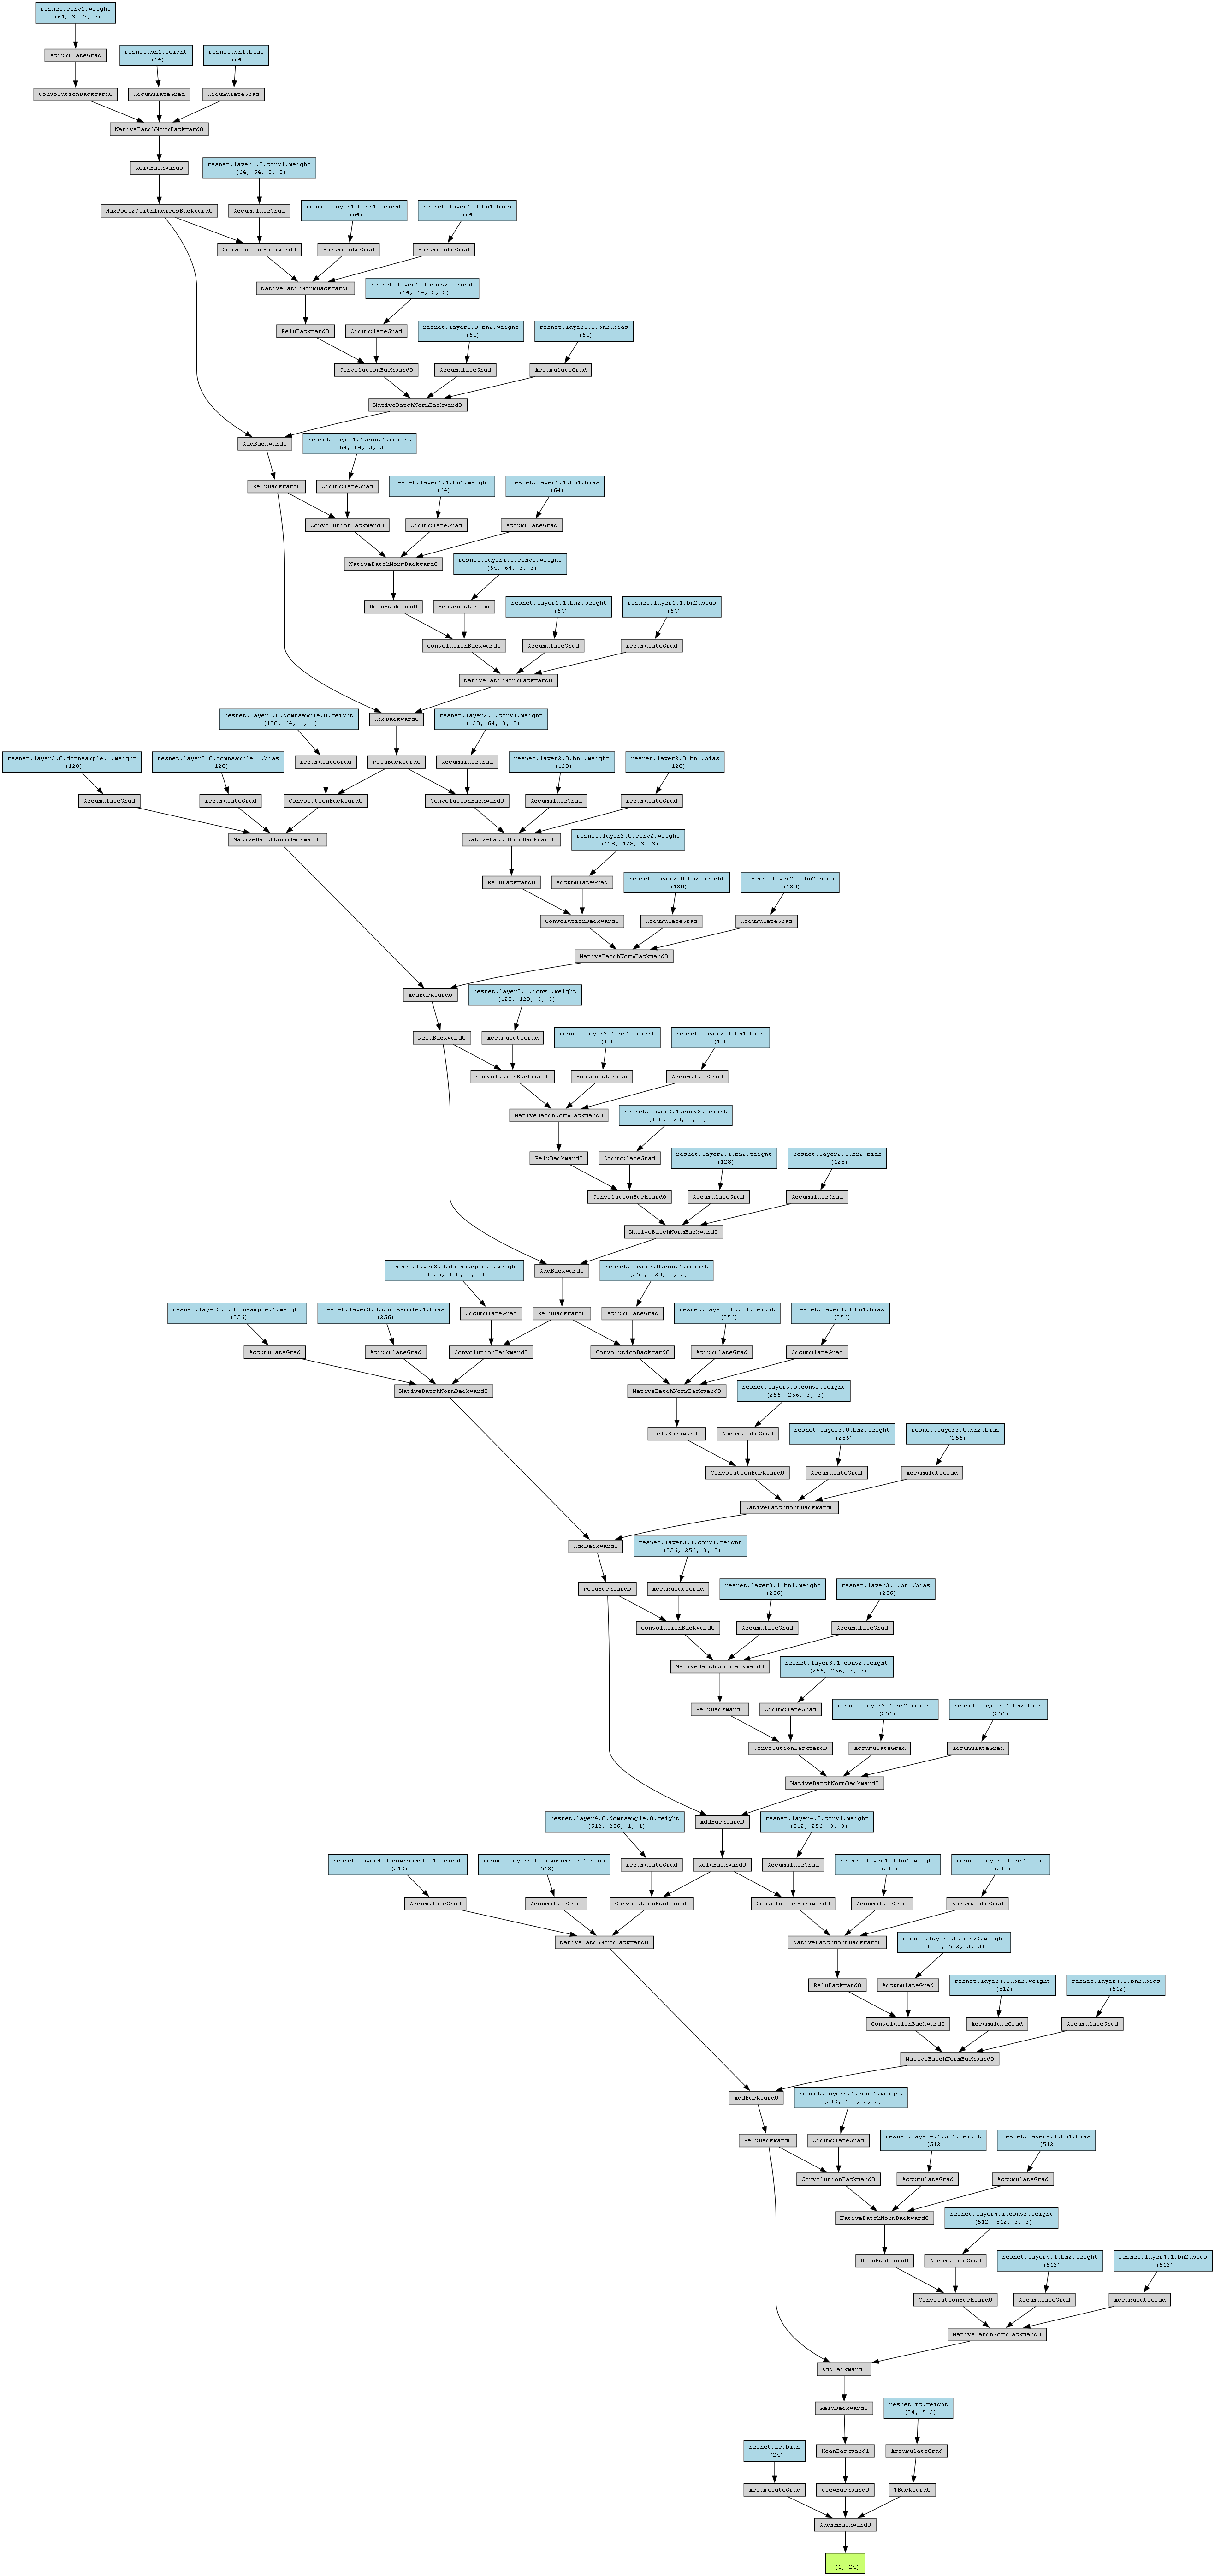 resnet.conv1.weight
(64, 3, 7, 7)
AccumulateGrad
resnet.bn1.weight
(64)
resnet.bn1.bias
(64)
ConvolutionBackward0
AccumulateGrad
AccumulateGrad
NativeBatchNormBackward0
ReluBackward0
resnet.layer1.0.conv1.weight
(64, 64, 3, 3)
MaxPool2DWithIndicesBackward0
AccumulateGrad
resnet.layer1.0.bn1.weight
(64)
resnet.layer1.0.bn1.bias
(64)
ConvolutionBackward0
AccumulateGrad
AccumulateGrad
NativeBatchNormBackward0
resnet.layer1.0.conv2.weight
(64, 64, 3, 3)
ReluBackward0
AccumulateGrad
resnet.layer1.0.bn2.weight
(64)
resnet.layer1.0.bn2.bias
(64)
ConvolutionBackward0
AccumulateGrad
AccumulateGrad
NativeBatchNormBackward0
AddBackward0
resnet.layer1.1.conv1.weight
(64, 64, 3, 3)
ReluBackward0
AccumulateGrad
resnet.layer1.1.bn1.weight
(64)
resnet.layer1.1.bn1.bias
(64)
ConvolutionBackward0
AccumulateGrad
AccumulateGrad
NativeBatchNormBackward0
resnet.layer1.1.conv2.weight
(64, 64, 3, 3)
ReluBackward0
AccumulateGrad
resnet.layer1.1.bn2.weight
(64)
resnet.layer1.1.bn2.bias
(64)
ConvolutionBackward0
AccumulateGrad
AccumulateGrad
NativeBatchNormBackward0
resnet.layer2.0.downsample.0.weight
(128, 64, 1, 1)
AddBackward0
resnet.layer2.0.conv1.weight
(128, 64, 3, 3)
resnet.layer2.0.downsample.1.weight
(128)
resnet.layer2.0.downsample.1.bias
(128)
AccumulateGrad
ReluBackward0
AccumulateGrad
resnet.layer2.0.bn1.weight
(128)
resnet.layer2.0.bn1.bias
(128)
AccumulateGrad
AccumulateGrad
ConvolutionBackward0
ConvolutionBackward0
AccumulateGrad
AccumulateGrad
NativeBatchNormBackward0
NativeBatchNormBackward0
resnet.layer2.0.conv2.weight
(128, 128, 3, 3)
ReluBackward0
AccumulateGrad
resnet.layer2.0.bn2.weight
(128)
resnet.layer2.0.bn2.bias
(128)
ConvolutionBackward0
AccumulateGrad
AccumulateGrad
NativeBatchNormBackward0
AddBackward0
resnet.layer2.1.conv1.weight
(128, 128, 3, 3)
ReluBackward0
AccumulateGrad
resnet.layer2.1.bn1.weight
(128)
resnet.layer2.1.bn1.bias
(128)
ConvolutionBackward0
AccumulateGrad
AccumulateGrad
NativeBatchNormBackward0
resnet.layer2.1.conv2.weight
(128, 128, 3, 3)
ReluBackward0
AccumulateGrad
resnet.layer2.1.bn2.weight
(128)
resnet.layer2.1.bn2.bias
(128)
ConvolutionBackward0
AccumulateGrad
AccumulateGrad
NativeBatchNormBackward0
resnet.layer3.0.downsample.0.weight
(256, 128, 1, 1)
AddBackward0
resnet.layer3.0.conv1.weight
(256, 128, 3, 3)
resnet.layer3.0.downsample.1.weight
(256)
resnet.layer3.0.downsample.1.bias
(256)
AccumulateGrad
ReluBackward0
AccumulateGrad
resnet.layer3.0.bn1.weight
(256)
resnet.layer3.0.bn1.bias
(256)
AccumulateGrad
AccumulateGrad
ConvolutionBackward0
ConvolutionBackward0
AccumulateGrad
AccumulateGrad
NativeBatchNormBackward0
NativeBatchNormBackward0
resnet.layer3.0.conv2.weight
(256, 256, 3, 3)
ReluBackward0
AccumulateGrad
resnet.layer3.0.bn2.weight
(256)
resnet.layer3.0.bn2.bias
(256)
ConvolutionBackward0
AccumulateGrad
AccumulateGrad
NativeBatchNormBackward0
AddBackward0
resnet.layer3.1.conv1.weight
(256, 256, 3, 3)
ReluBackward0
AccumulateGrad
resnet.layer3.1.bn1.weight
(256)
resnet.layer3.1.bn1.bias
(256)
ConvolutionBackward0
AccumulateGrad
AccumulateGrad
NativeBatchNormBackward0
resnet.layer3.1.conv2.weight
(256, 256, 3, 3)
ReluBackward0
AccumulateGrad
resnet.layer3.1.bn2.weight
(256)
resnet.layer3.1.bn2.bias
(256)
ConvolutionBackward0
AccumulateGrad
AccumulateGrad
NativeBatchNormBackward0
resnet.layer4.0.downsample.0.weight
(512, 256, 1, 1)
AddBackward0
resnet.layer4.0.conv1.weight
(512, 256, 3, 3)
resnet.layer4.0.downsample.1.weight
(512)
resnet.layer4.0.downsample.1.bias
(512)
AccumulateGrad
ReluBackward0
AccumulateGrad
resnet.layer4.0.bn1.weight
(512)
resnet.layer4.0.bn1.bias
(512)
AccumulateGrad
AccumulateGrad
ConvolutionBackward0
ConvolutionBackward0
AccumulateGrad
AccumulateGrad
NativeBatchNormBackward0
NativeBatchNormBackward0
resnet.layer4.0.conv2.weight
(512, 512, 3, 3)
ReluBackward0
AccumulateGrad
resnet.layer4.0.bn2.weight
(512)
resnet.layer4.0.bn2.bias
(512)
ConvolutionBackward0
AccumulateGrad
AccumulateGrad
NativeBatchNormBackward0
AddBackward0
resnet.layer4.1.conv1.weight
(512, 512, 3, 3)
ReluBackward0
AccumulateGrad
resnet.layer4.1.bn1.weight
(512)
resnet.layer4.1.bn1.bias
(512)
ConvolutionBackward0
AccumulateGrad
AccumulateGrad
NativeBatchNormBackward0
resnet.layer4.1.conv2.weight
(512, 512, 3, 3)
ReluBackward0
AccumulateGrad
resnet.layer4.1.bn2.weight
(512)
resnet.layer4.1.bn2.bias
(512)
ConvolutionBackward0
AccumulateGrad
AccumulateGrad
NativeBatchNormBackward0
AddBackward0
ReluBackward0
resnet.fc.weight
(24, 512)
resnet.fc.bias
(24)
MeanBackward1
AccumulateGrad
AccumulateGrad
ViewBackward0
TBackward0
AddmmBackward0
(1, 24)